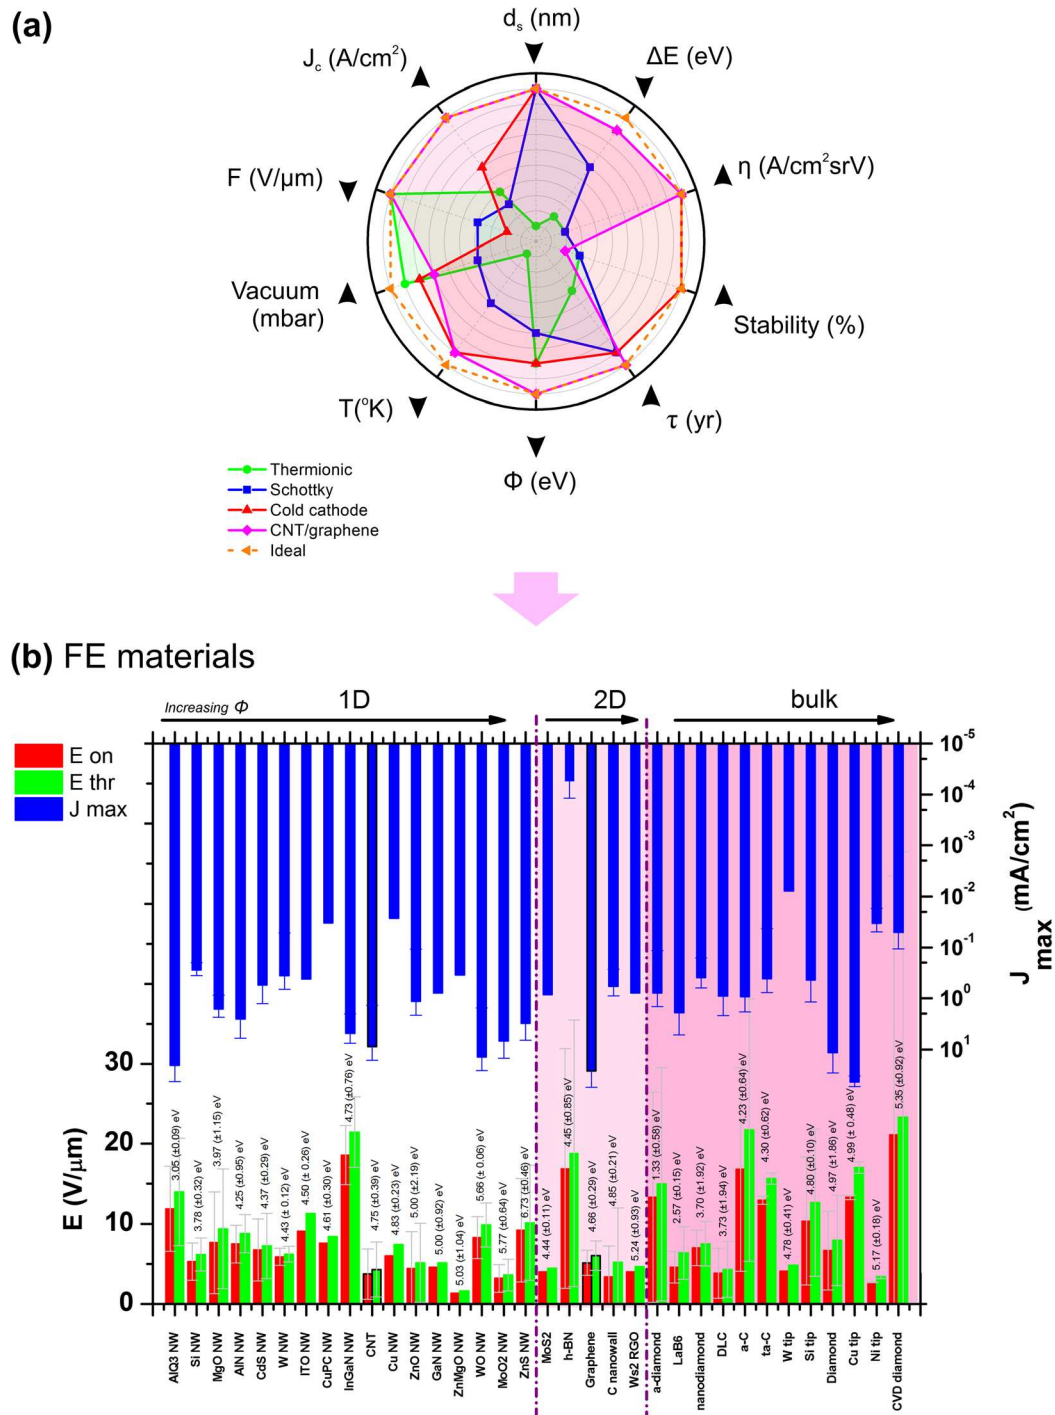 (a)
d_s (nm)
ΔE (eV)
J_c (A/cm²)
η (A/cm²srV)
F (V/μm)
Vacuum
(mbar)
Stability (%)
T(°K)
τ (yr)
Φ (eV)
Thermionic
Schottky
Cold cathode
CNT/graphene
Ideal
(b) FE materials
Increasing Φ
1D
2D
bulk
E on
E thr
J max
10⁻⁵
10⁻⁴
10⁻³
10⁻²
10⁻¹
10⁰
10¹
J max (mA/cm²)
30
20
10
0
E (V/μm)
3.05 (±0.09) eV
3.78 (±0.32) eV
3.97 (±1.15) eV
4.25 (±0.95) eV
4.37 (±0.29) eV
4.43 (± 0.12) eV
4.50 (± 0.26) eV
4.61 (±0.30) eV
4.73 (±0.76) eV
4.75 (±0.39) eV
4.83 (±0.23) eV
5.00 (±2.19) eV
5.00 (±0.92) eV
5.03 (±1.04) eV
5.66 (± 0.06) eV
5.77 (±0.64) eV
6.73 (±0.46) eV
4.44 (±0.11) eV
4.45 (±0.85) eV
4.66 (±0.29) eV
4.85 (±0.21) eV
5.24 (±0.93) eV
1.33 (±0.58) eV
2.57 (±0.15) eV
3.70 (±1.92) eV
3.73 (±1.94) eV
4.23 (±0.64) eV
4.30 (±0.62) eV
4.78 (±0.41) eV
4.80 (±0.10) eV
4.97 (±1.86) eV
4.99 (± 0.48) eV
5.17 (±0.18) eV
5.35 (±0.92) eV
AlQ3 NW
Si NW
MgO NW
AlN NW
CdS NW
W NW
ITO NW
CuPC NW
InGaN NW
CNT
Cu NW
ZnO NW
GaN NW
ZnMgO NW
WO NW
MoO2 NW
ZnS NW
MoS2
h-BN
Graphene
C nanowall
Ws2 RGO
a-diamond
LaB6
nanodiamond
DLC
a-C
ta-C
W tip
Si tip
Diamond
Cu tip
Ni tip
CVD diamond